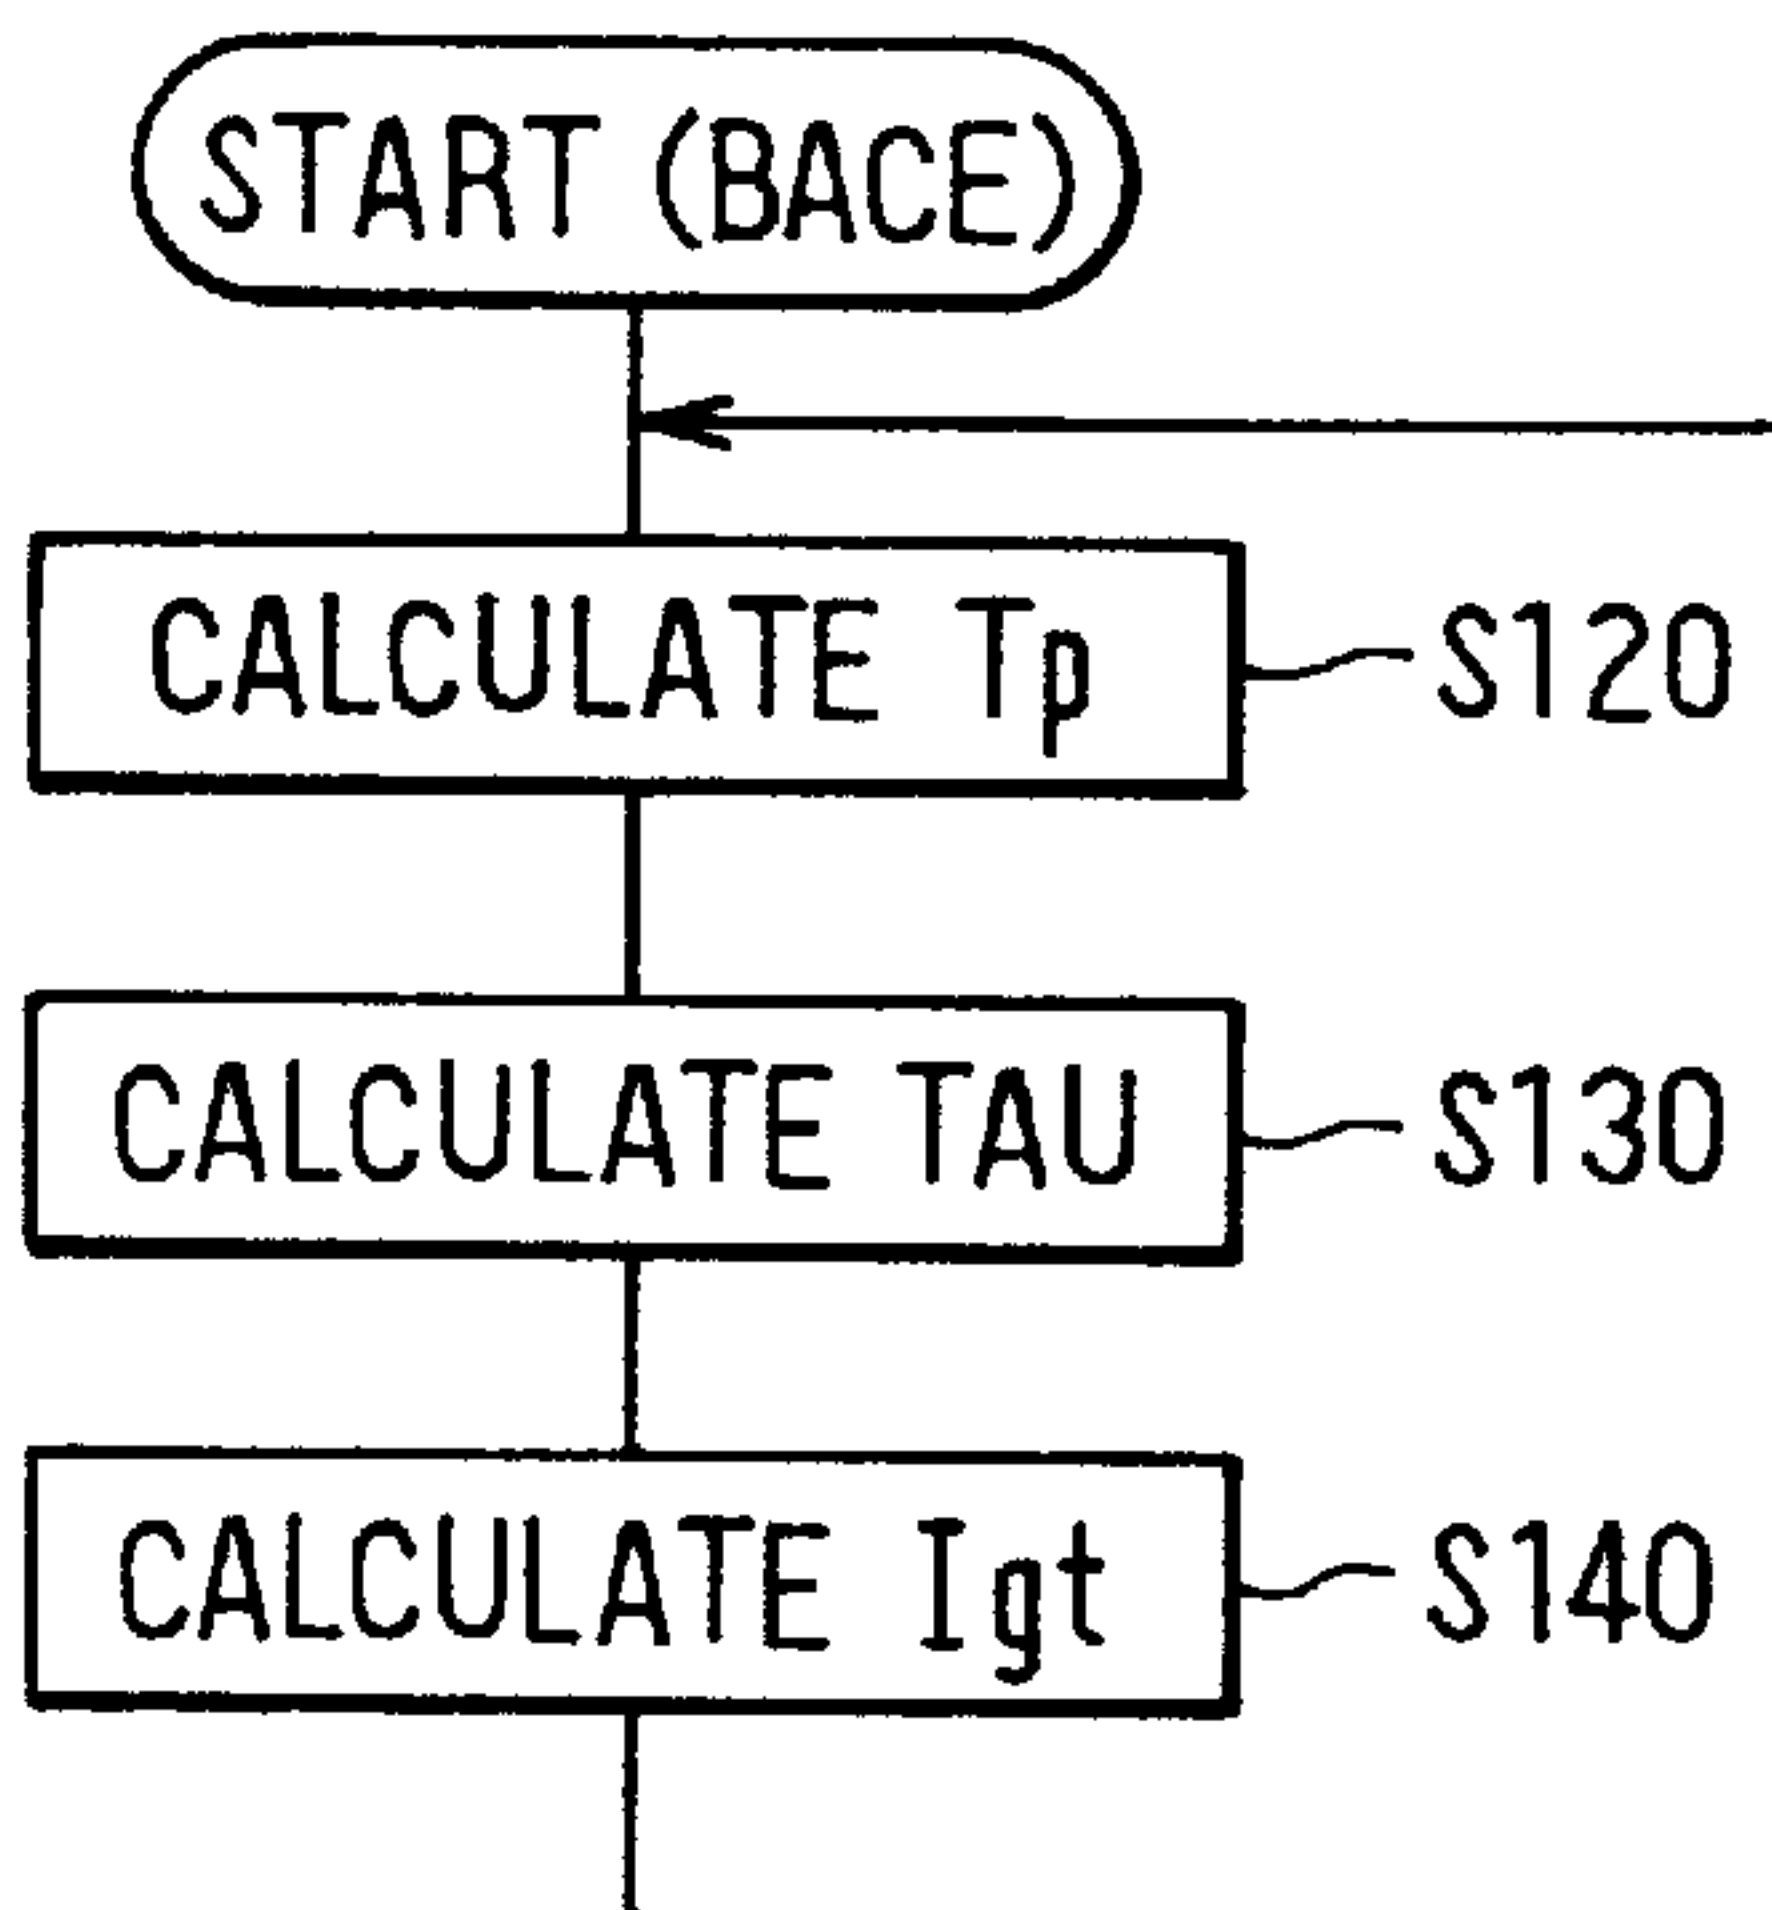 START (BACE)
CALCULATE Tp
S120
CALCULATE TAU
S130
CALCULATE Igt
S140